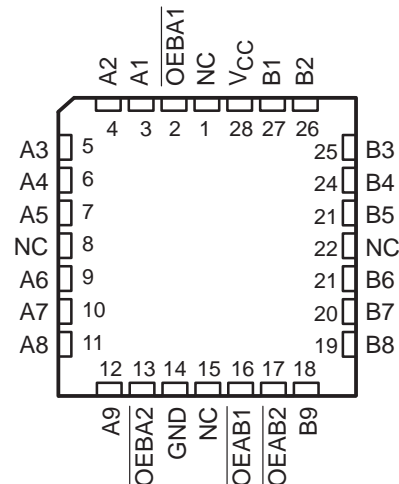 A2 A1 OEBA1 NC VCC B1 B2
4 3 2 1 28 27 26
A3 5 25 B3
A4 6 24 B4
A5 7 21 B5
NC 8 22 NC
A6 9 21 B6
A7 10 20 B7
A8 11 19 B8
12 13 14 15 16 17 18
A9 OEBA2 GND NC OEAB1 OEAB2 B9